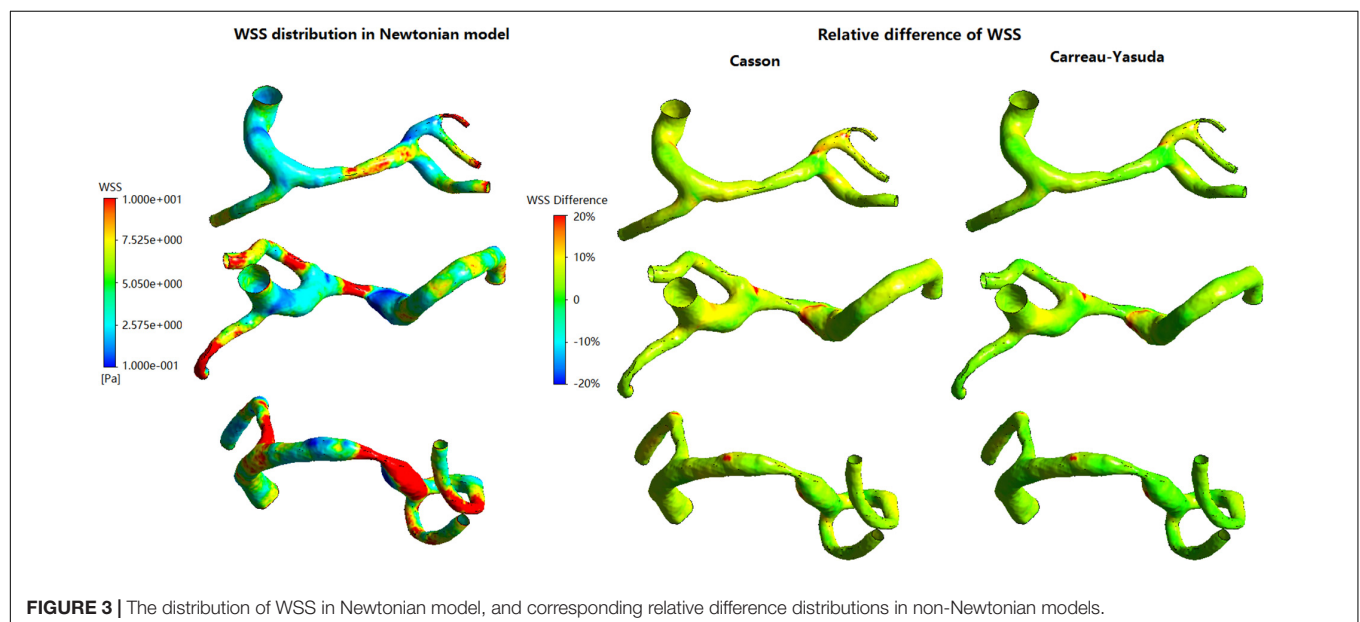 WSS distribution in Newtonian model
Relative difference of WSS
Casson
Carreau-Yasuda
WSS
1.000e+001
7.525e+000
5.050e+000
2.575e+000
1.000e-001
[Pa]
WSS Difference
20%
10%
0
-10%
-20%
FIGURE 3 | The distribution of WSS in Newtonian model, and corresponding relative difference distributions in non-Newtonian models.